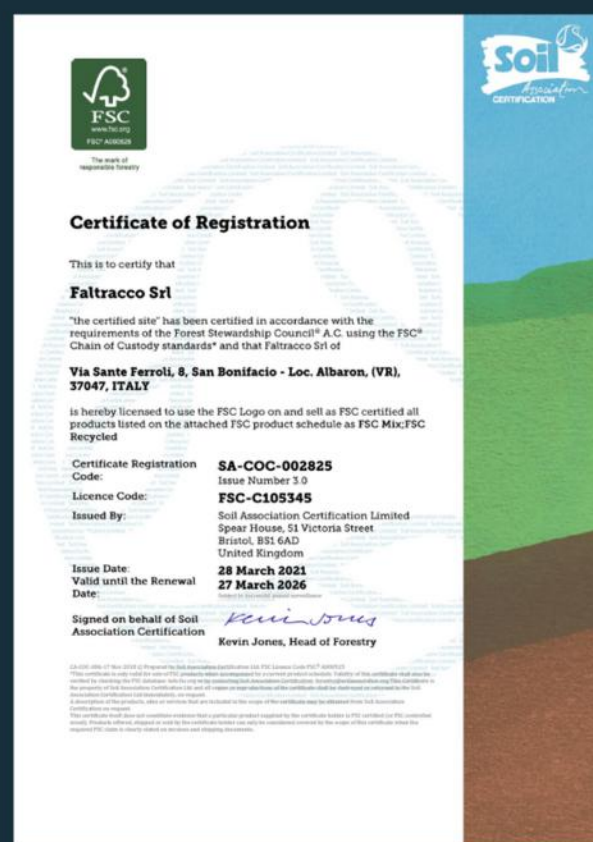 FSC
www.fsc.org
FSC® A000525
The mark of
responsible forestry
Soil
Association
CERTIFICATION
Certificate of Registration
This is to certify that
Faltracco Srl
"the certified site" has been certified in accordance with the
requirements of the Forest Stewardship Council® A.C. using the FSC®
Chain of Custody standards* and that Faltracco Srl of
Via Sante Ferroli, 8, San Bonifacio - Loc. Albaron, (VR),
37047, ITALY
is hereby licensed to use the FSC Logo on and sell as FSC certified all
products listed on the attached FSC product schedule as FSC Mix;FSC
Recycled
Certificate Registration
Code:
SA-COC-002825
Issue Number 3.0
Licence Code:
FSC-C105345
Issued By:
Soil Association Certification Limited
Spear House, 51 Victoria Street
Bristol, BS1 6AD
United Kingdom
Issue Date:
28 March 2021
Valid until the Renewal
Date:
27 March 2026
Signed on behalf of Soil
Association Certification
Kevin Jones
Kevin Jones, Head of Forestry